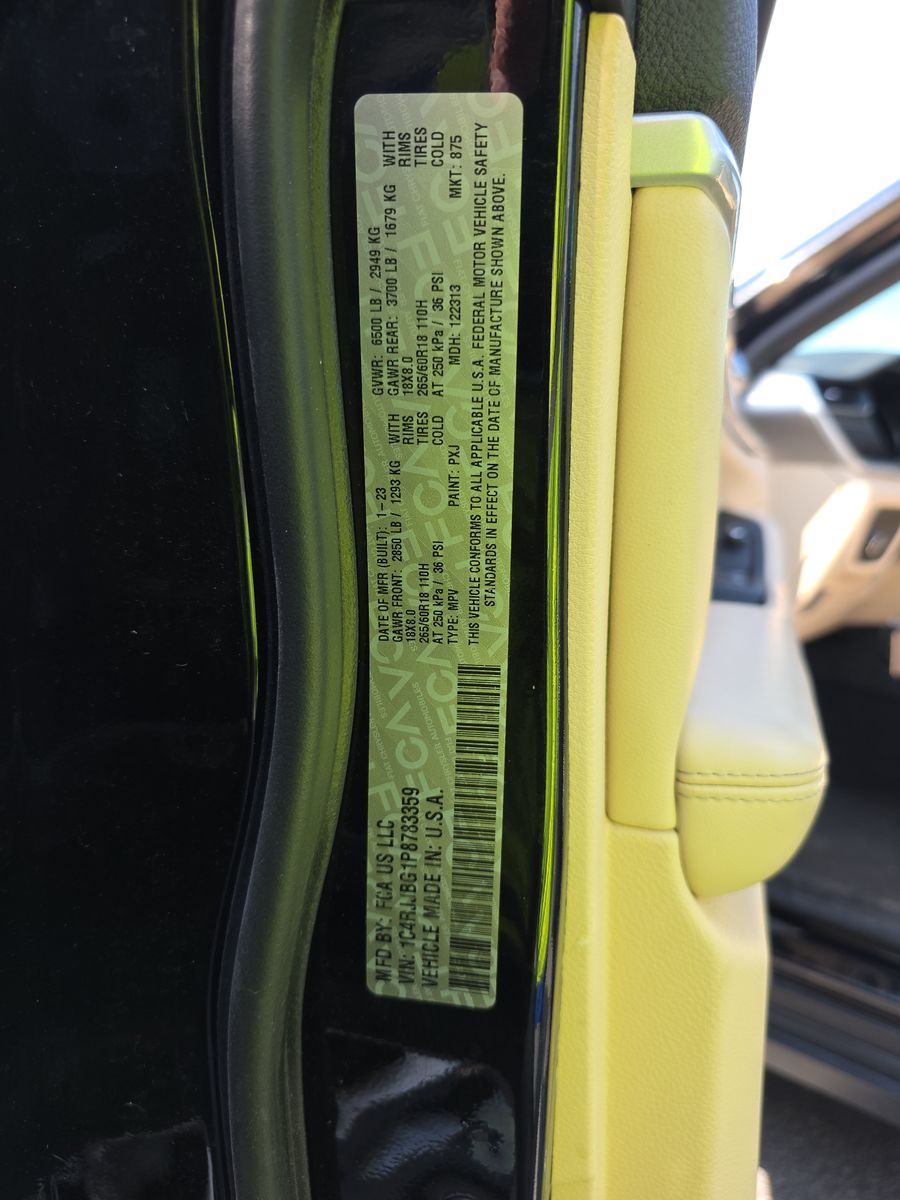 MFD BY: FCA US LLC
VIN: 1C4RJJBG1P8783359
VEHICLE MADE IN: U.S.A.
DATE OF MFR (BUILT): 1-23 GVWR: 6500 LB / 2949 KG
GAWR FRONT: 2850 LB / 1293 KG WITH GAWR REAR: 3700 LB / 1679 KG WITH
18X8.0 RIMS 18X8.0 RIMS
265/60R18 110H TIRES 265/60R18 110H TIRES
AT 250 kPa / 36 PSI COLD AT 250 kPa / 36 PSI COLD
TYPE: MPV PAINT: PXJ MDH: 122313 MKT: 875
THIS VEHICLE CONFORMS TO ALL APPLICABLE U.S.A. FEDERAL MOTOR VEHICLE SAFETY
STANDARDS IN EFFECT ON THE DATE OF MANUFACTURE SHOWN ABOVE.